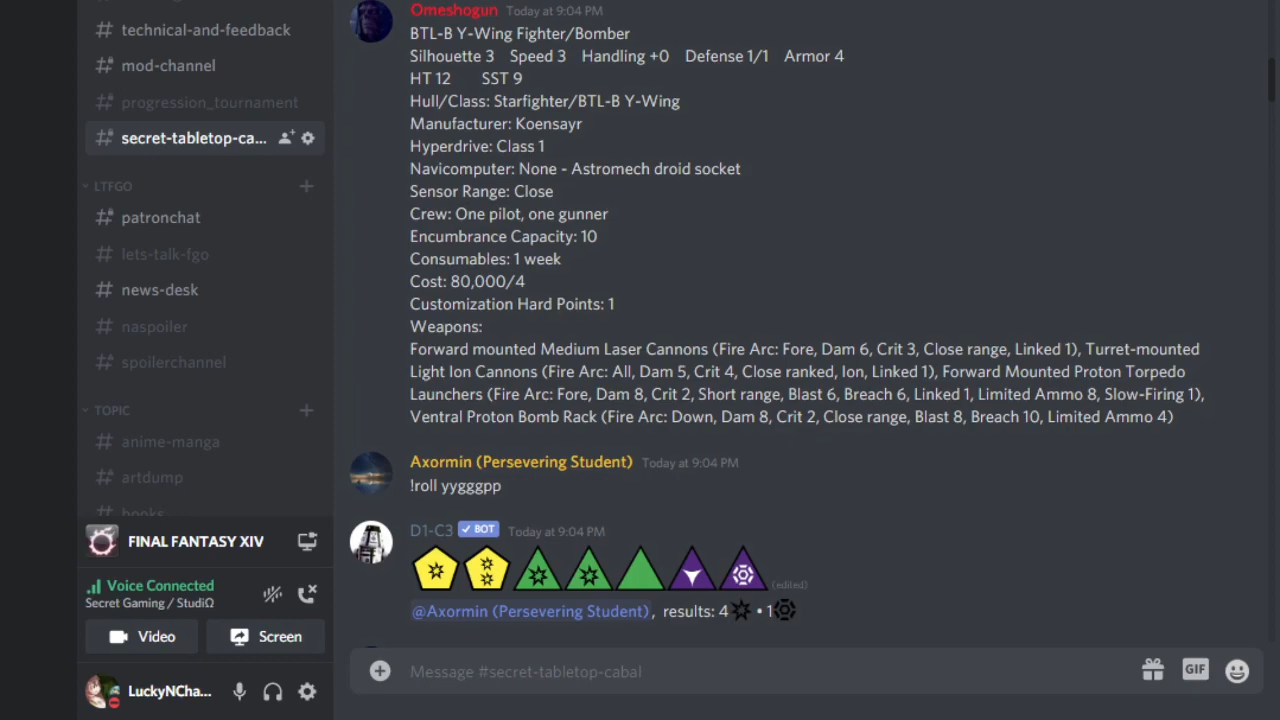 technical-and-feedback
mod-channel
progression_tournament
secret-tabletop-ca...
LTFGO
patronchat
lets-talk-fgo
news-desk
naspoiler
spoilerchannel
TOPIC
anime-manga
artdump
books
FINAL FANTASY XIV
Voice Connected
Secret Gaming / StudiΩ
Video
Screen
LuckyNCha...
Omeshogun Today at 9:04 PM
BTL-B Y-Wing Fighter/Bomber
Silhouette 3 Speed 3 Handling +0 Defense 1/1 Armor 4
HT 12 SST 9
Hull/Class: Starfighter/BTL-B Y-Wing
Manufacturer: Koensayr
Hyperdrive: Class 1
Navicomputer: None - Astromech droid socket
Sensor Range: Close
Crew: One pilot, one gunner
Encumbrance Capacity: 10
Consumables: 1 week
Cost: 80,000/4
Customization Hard Points: 1
Weapons:
Forward mounted Medium Laser Cannons (Fire Arc: Fore, Dam 6, Crit 3, Close range, Linked 1), Turret-mounted
Light Ion Cannons (Fire Arc: All, Dam 5, Crit 4, Close ranked, Ion, Linked 1), Forward Mounted Proton Torpedo
Launchers (Fire Arc: Fore, Dam 8, Crit 2, Short range, Blast 6, Breach 6, Linked 1, Limited Ammo 8, Slow-Firing 1),
Ventral Proton Bomb Rack (Fire Arc: Down, Dam 8, Crit 2, Close range, Blast 8, Breach 10, Limited Ammo 4)
Axormin (Persevering Student) Today at 9:04 PM
!roll yygggpp
D1-C3 BOT Today at 9:04 PM
(edited)
@Axormin (Persevering Student), results: 4 • 1
Message #secret-tabletop-cabal
GIF